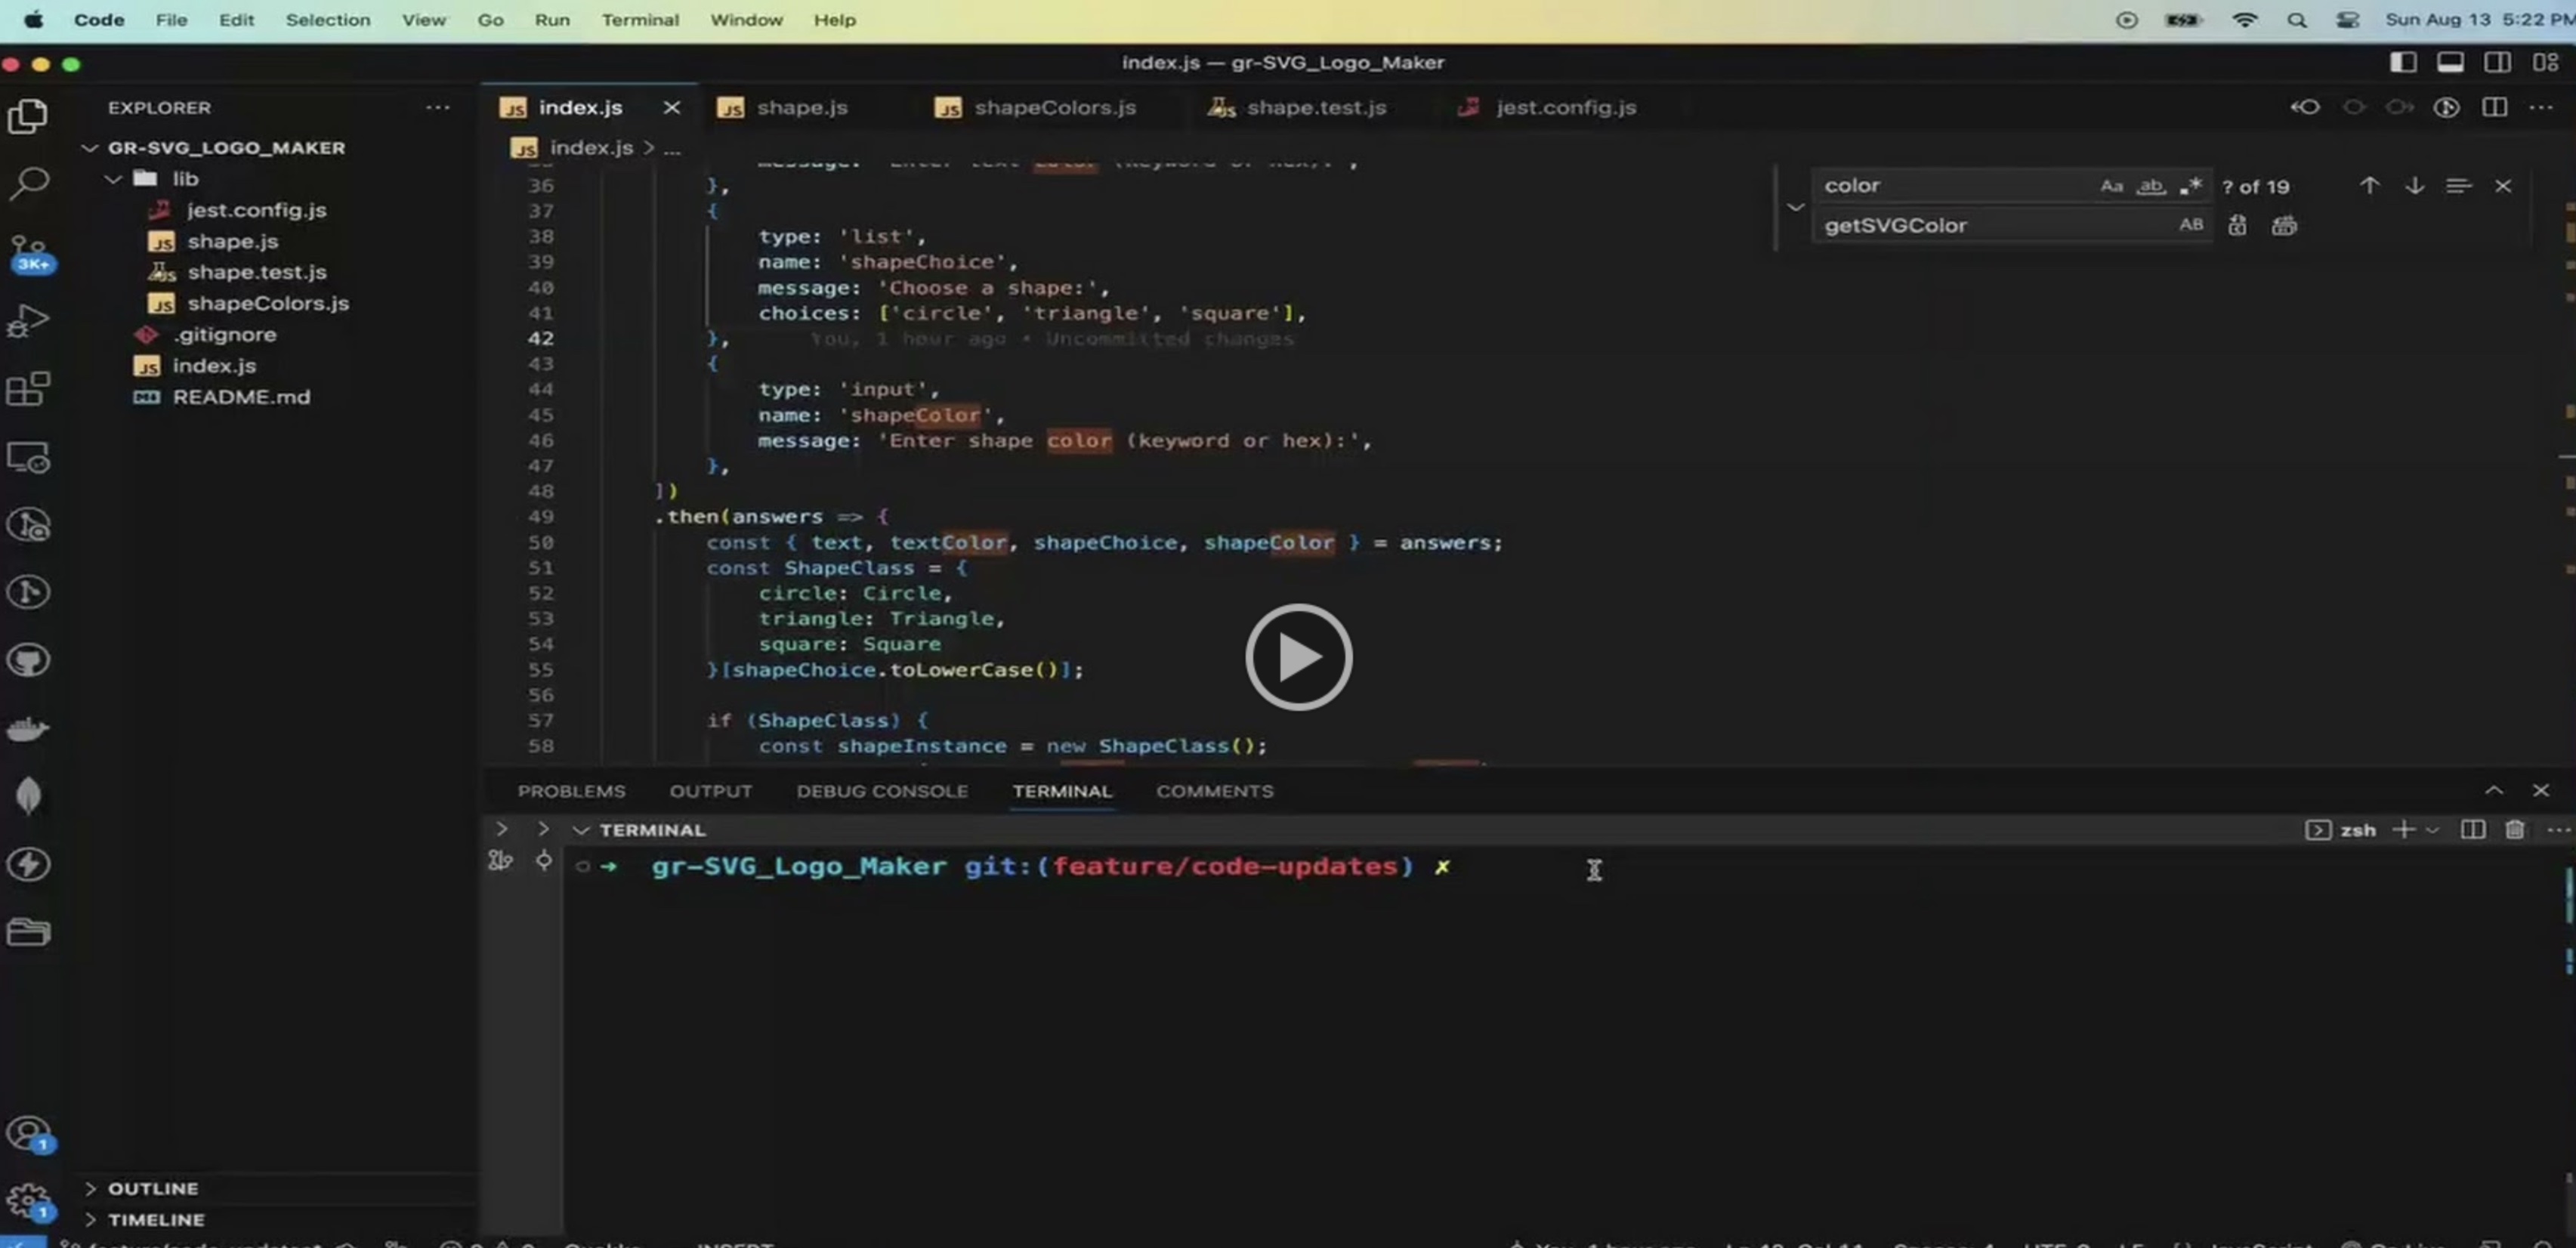 Code File Edit Selection View Go Run Terminal Window Help Sun Aug 13 5:22 PM
index.js — gr-SVG_Logo_Maker
EXPLORER
GR-SVG_LOGO_MAKER
lib
jest.config.js
shape.js
shape.test.js
shapeColors.js
.gitignore
index.js
README.md
3K+
1
1
OUTLINE
TIMELINE
index.js shape.js shapeColors.js shape.test.js jest.config.js
index.js > ...
color Aa ab ? of 19
getSVGColor AB
36 },
37 {
38 type: 'list',
39 name: 'shapeChoice',
40 message: 'Choose a shape:',
41 choices: ['circle', 'triangle', 'square'],
42 }, You, 1 hour ago • Uncommitted changes
43 {
44 type: 'input',
45 name: 'shapeColor',
46 message: 'Enter shape color (keyword or hex):',
47 },
48 ])
49 .then(answers => {
50 const { text, textColor, shapeChoice, shapeColor } = answers;
51 const ShapeClass = {
52 circle: Circle,
53 triangle: Triangle,
54 square: Square
55 }[shapeChoice.toLowerCase()];
56
57 if (ShapeClass) {
58 const shapeInstance = new ShapeClass();
PROBLEMS OUTPUT DEBUG CONSOLE TERMINAL COMMENTS
TERMINAL zsh
→ gr-SVG_Logo_Maker git:(feature/code-updates) ✗